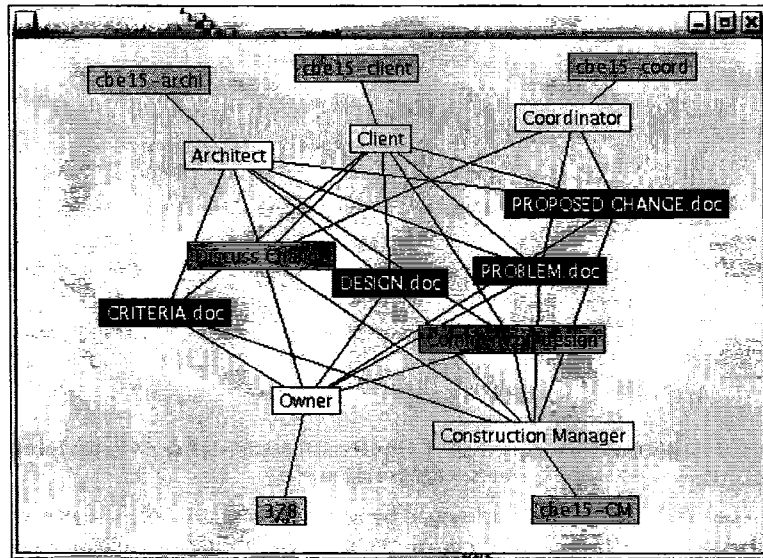 cbe15-archi
cbe15-client
cbe15-coord
Architect
Client
Coordinator
PROPOSED CHANGE.doc
Discuss
DESIGN.doc
PROBLEM.doc
CRITERIA.doc
Owner
Construction Manager
378
cbe15-CM